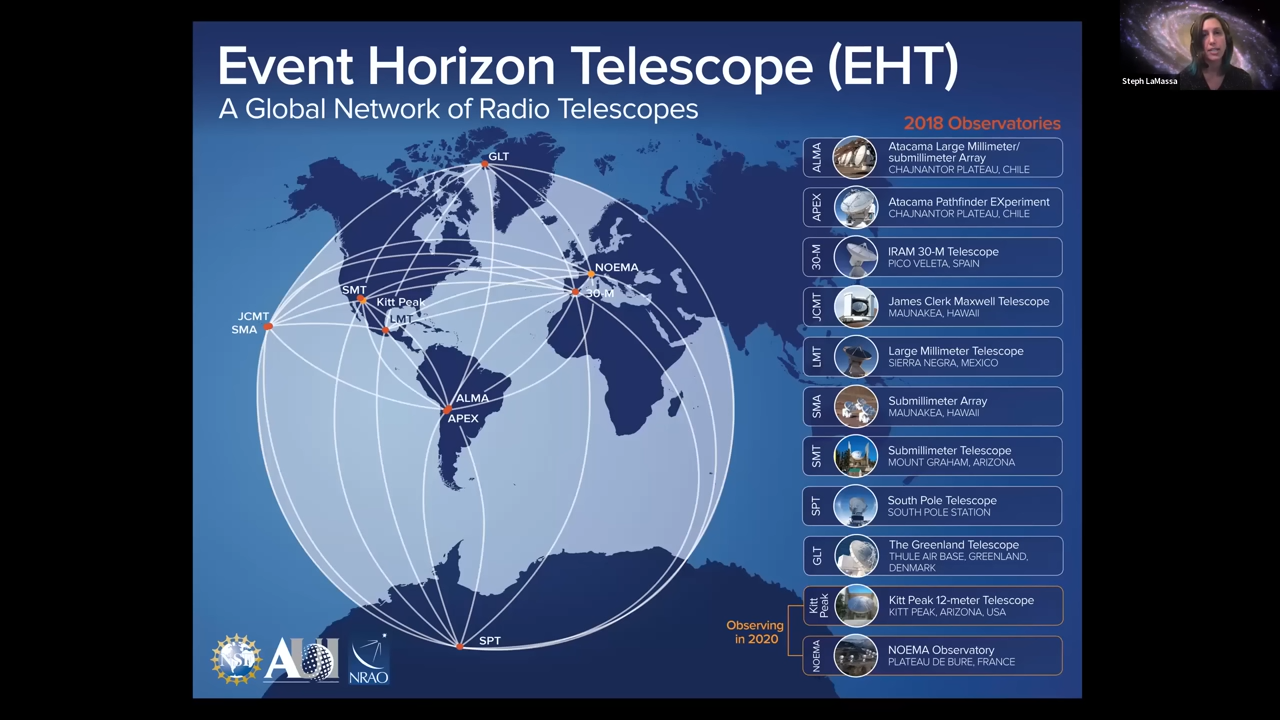 Event Horizon Telescope (EHT)
A Global Network of Radio Telescopes
2018 Observatories
Steph LaMassa
GLT
NOEMA
30-M
SMT
Kitt Peak
JCMT
SMA
LMT
ALMA
APEX
SPT
ALMA
Atacama Large Millimeter/
submillimeter Array
CHAJNANTOR PLATEAU, CHILE
APEX
Atacama Pathfinder EXperiment
CHAJNANTOR PLATEAU, CHILE
30-M
IRAM 30-M Telescope
PICO VELETA, SPAIN
JCMT
James Clerk Maxwell Telescope
MAUNAKEA, HAWAII
LMT
Large Millimeter Telescope
SIERRA NEGRA, MEXICO
SMA
Submillimeter Array
MAUNAKEA, HAWAII
SMT
Submillimeter Telescope
MOUNT GRAHAM, ARIZONA
SPT
South Pole Telescope
SOUTH POLE STATION
GLT
The Greenland Telescope
THULE AIR BASE, GREENLAND,
DENMARK
Observing
in 2020
Kitt
Peak
Kitt Peak 12-meter Telescope
KITT PEAK, ARIZONA, USA
NOEMA
NOEMA Observatory
PLATEAU DE BURE, FRANCE
NSF
AUI
NRAO